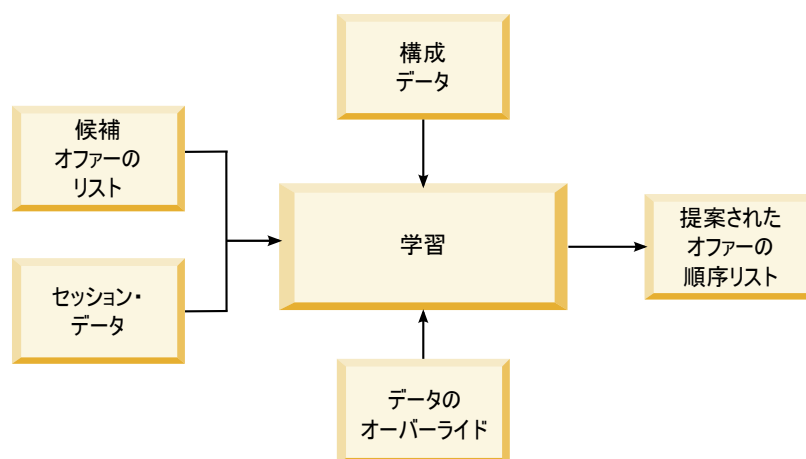 構成
データ
候補
オファーの
リスト
学習
提案された
オファーの
順序リスト
セッション・
データ
データの
オーバーライド